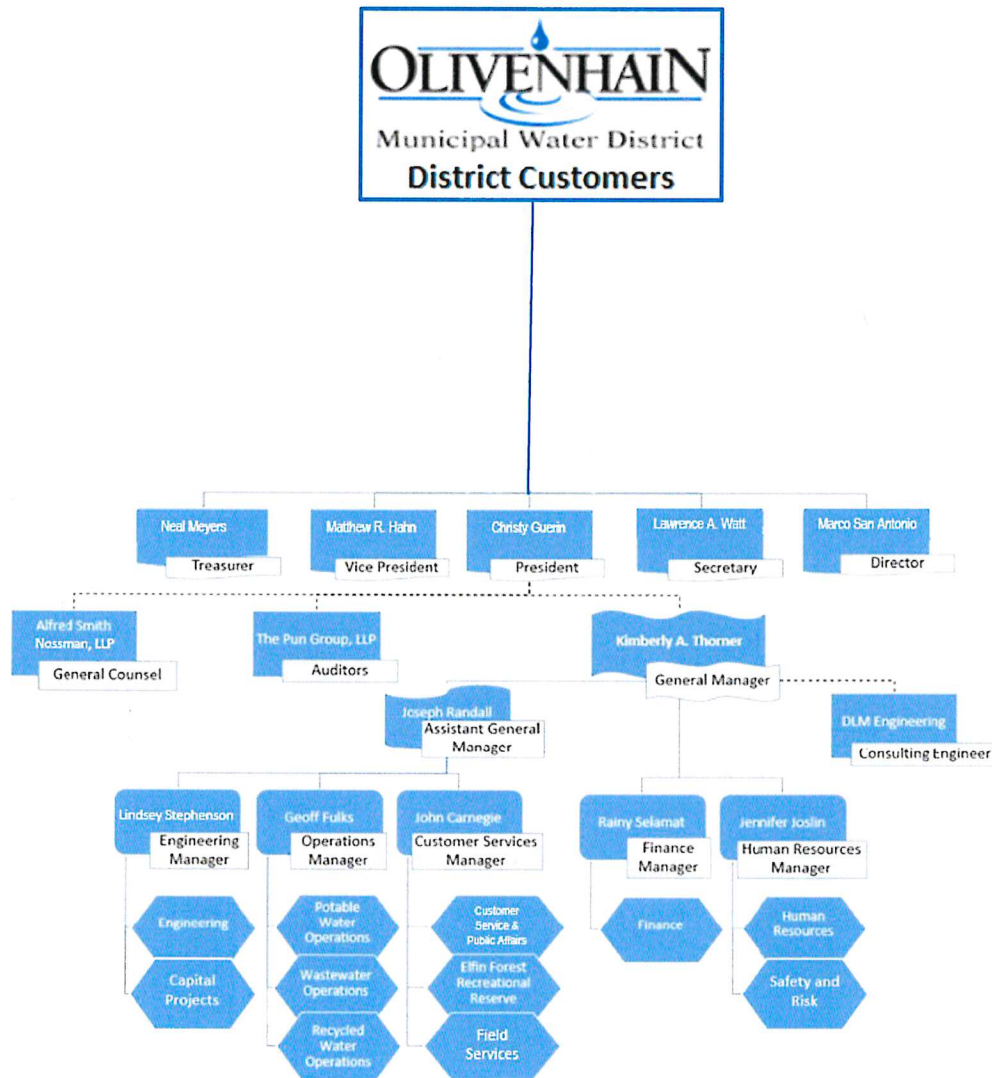 OLIVENHAIN
Municipal Water District
District Customers
Neal Meyers
Treasurer
Matthew R. Hahn
Vice President
Christy Guerin
President
Lawrence A. Watt
Secretary
Marco San Antonio
Director
Alfred Smith
Nossman, LLP
General Counsel
The Pun Group, LLP
Auditors
Kimberly A. Thorner
General Manager
Joseph Randall
Assistant General
Manager
DLM Engineering
Consulting Engineer
Lindsey Stephenson
Engineering
Manager
Geoff Fulks
Operations
Manager
John Carnegie
Customer Services
Manager
Rainy Selamat
Finance
Manager
Jennifer Joslin
Human Resources
Manager
Engineering
Capital
Projects
Potable
Water
Operations
Wastewater
Operations
Recycled
Water
Operations
Customer
Service &
Public Affairs
Elfin Forest
Recreational
Reserve
Field
Services
Finance
Human
Resources
Safety and
Risk